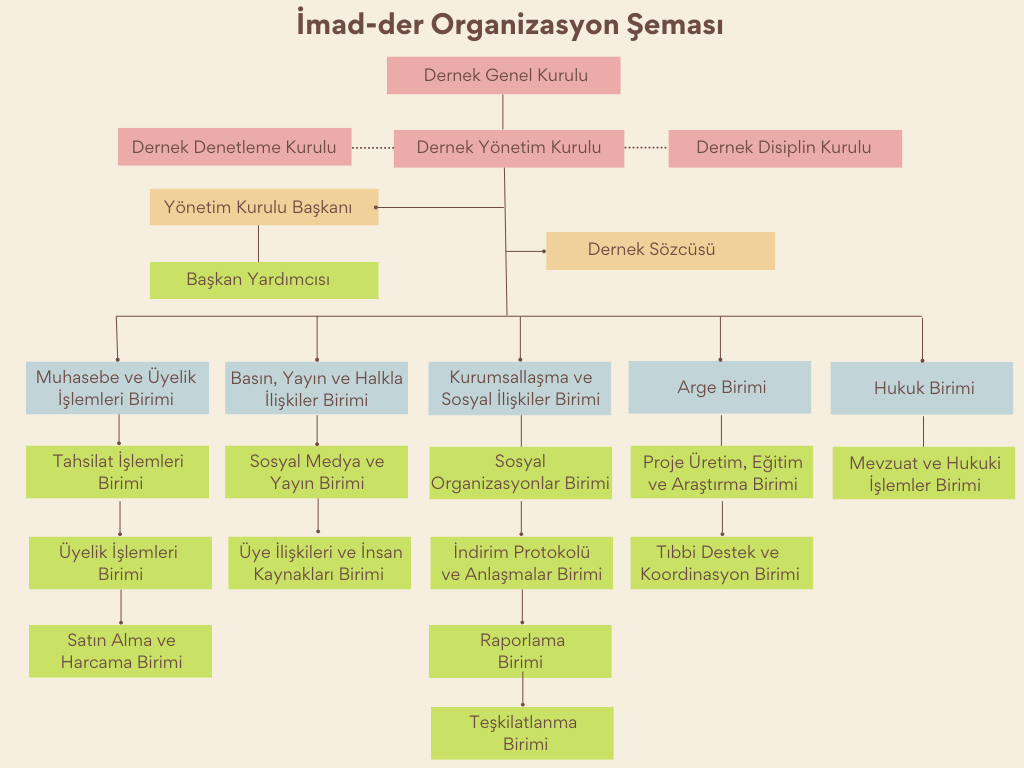 İmad-der Organizasyon Şeması
Dernek Genel Kurulu
Dernek Denetleme Kurulu
Dernek Yönetim Kurulu
Dernek Disiplin Kurulu
Yönetim Kurulu Başkanı
Dernek Sözcüsü
Başkan Yardımcısı
Muhasebe ve Üyelik
İşlemleri Birimi
Basın, Yayın ve Halkla
İlişkiler Birimi
Kurumsallaşma ve
Sosyal İlişkiler Birimi
Arge Birimi
Hukuk Birimi
Tahsilat İşlemleri
Birimi
Sosyal Medya ve
Yayın Birimi
Sosyal
Organizasyonlar Birimi
Proje Üretim, Eğitim
ve Araştırma Birimi
Mevzuat ve Hukuki
İşlemler Birimi
Üyelik İşlemleri
Birimi
Üye İlişkileri ve İnsan
Kaynakları Birimi
İndirim Protokolü
ve Anlaşmalar Birimi
Tıbbi Destek ve
Koordinasyon Birimi
Satın Alma ve
Harcama Birimi
Raporlama
Birimi
Teşkilatlanma
Birimi